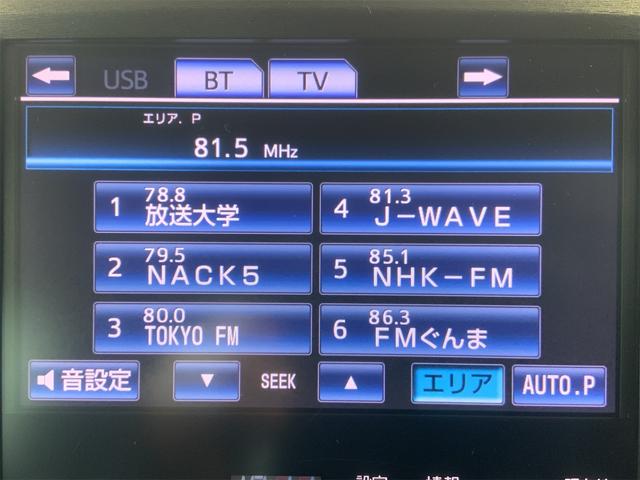 USB BT TV
エリア. P
81.5 MHz
1 78.8 放送大学
4 81.3 J-WAVE
2 79.5 NACK5
5 85.1 NHK-FM
3 80.0 TOKYO FM
6 86.3 FMぐんま
音設定 ▼ SEEK ▲ エリア AUTO.P